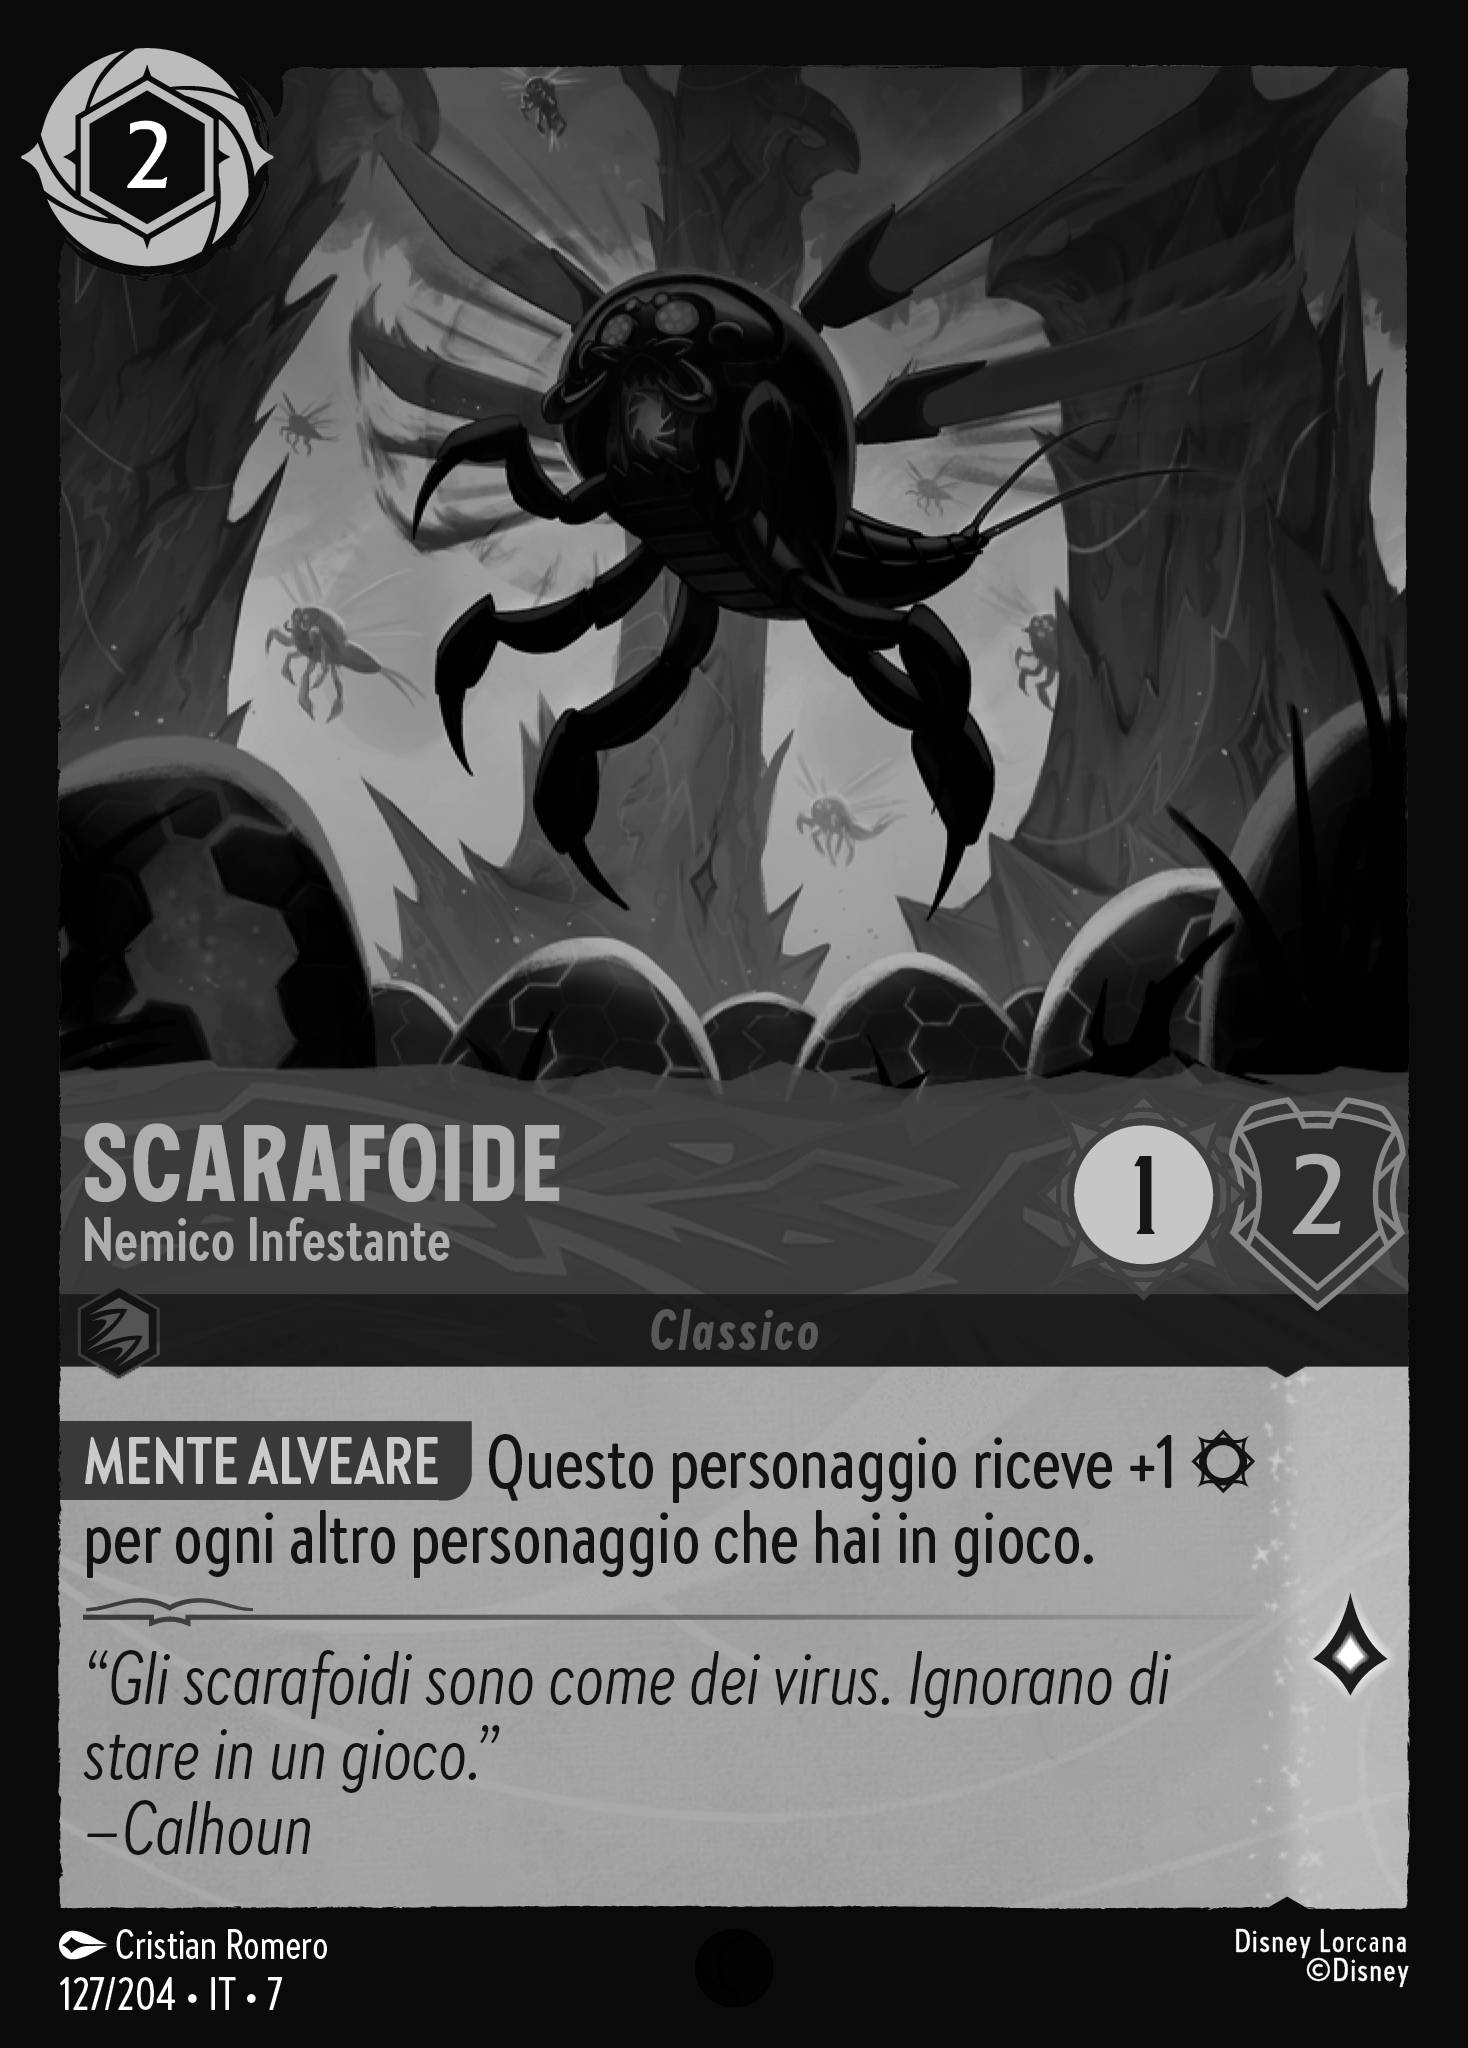 2
SCARAFOIDE
Nemico Infestante
1
2
Classico
MENTE ALVEARE Questo personaggio riceve +1
per ogni altro personaggio che hai in gioco.
“Gli scarafoidi sono come dei virus. Ignorano di
stare in un gioco.”
–Calhoun
Cristian Romero
127/204 • IT • 7
Disney Lorcana
©Disney